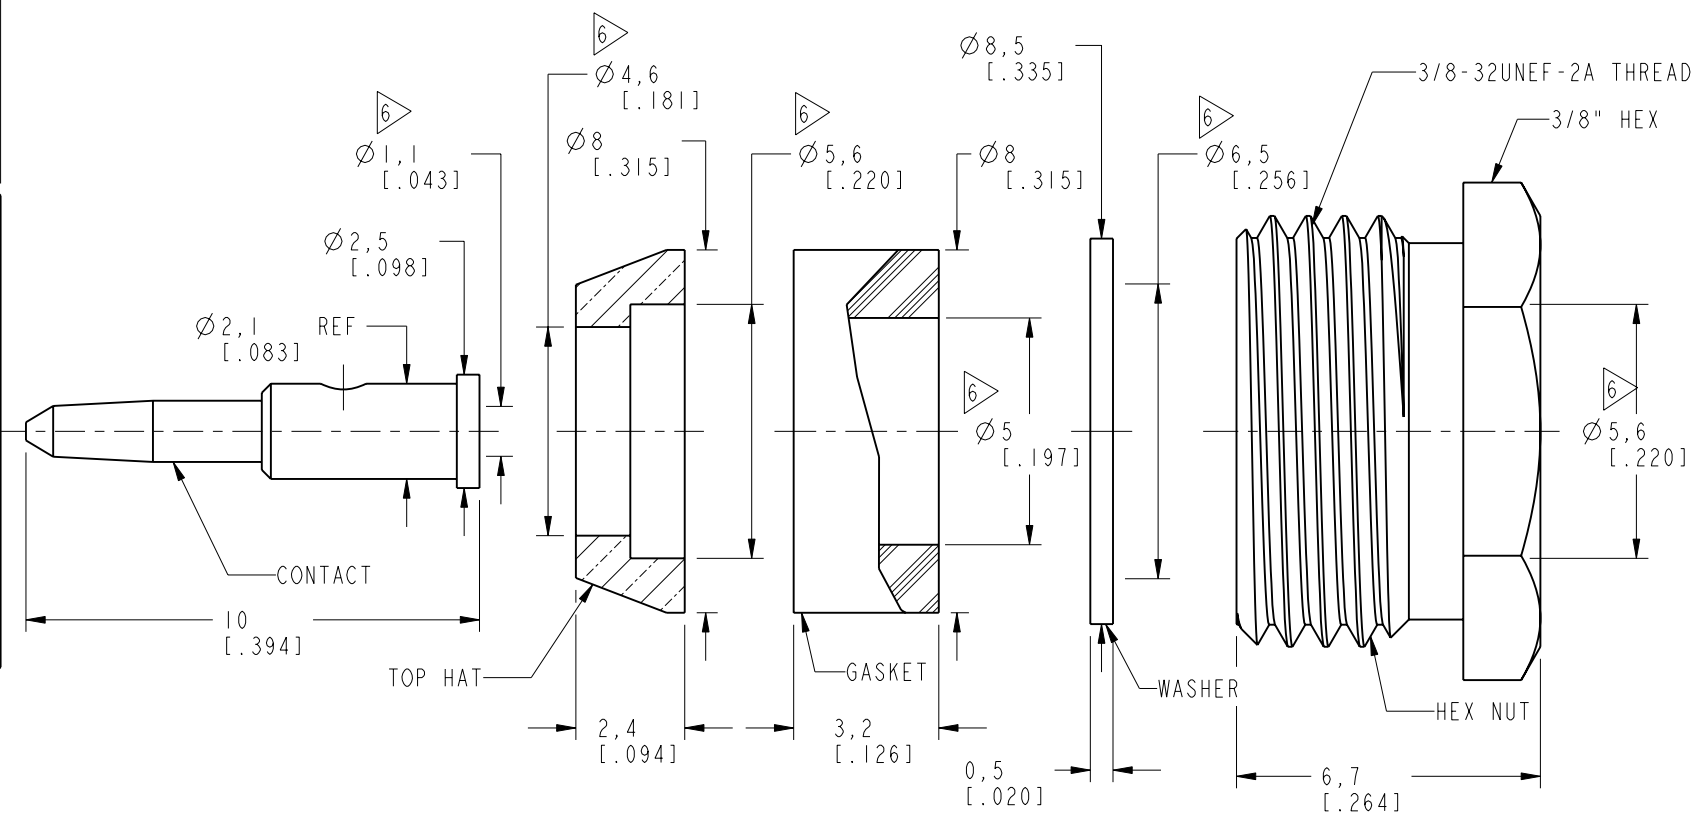 6
Ø4,6
[.181]
Ø8,5
[.335]
3/8-32UNEF-2A THREAD
3/8" HEX
6
Ø1,1
[.043]
Ø8
[.315]
6
Ø5,6
[.220]
Ø8
[.315]
6
Ø6,5
[.256]
Ø2,5
[.098]
Ø2,1 REF
[.083]
6
Ø5
[.197]
6
Ø5,6
[.220]
CONTACT
10
[.394]
TOP HAT
GASKET
WASHER
HEX NUT
2,4
[.094]
3,2
[.126]
0,5
[.020]
6,7
[.264]